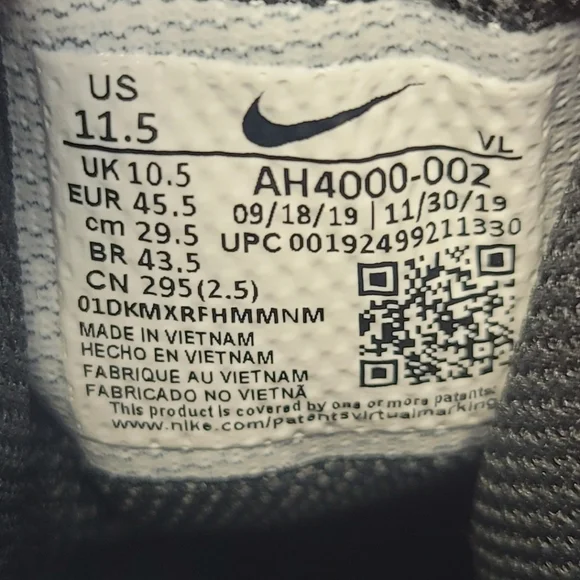 US
11.5
VL
UK 10.5
EUR 45.5
cm 29.5
BR 43.5
CN 295(2.5)
AH4000-002
09/18/19 | 11/30/19
UPC 00192499211330
01DKMXRFHMMNM
MADE IN VIETNAM
HECHO EN VIETNAM
FABRIQUE AU VIETNAM
FABRICADO NO VIETNÃ
This product is covered by one or more patents:
www.nike.com/patentsvirtualmarking